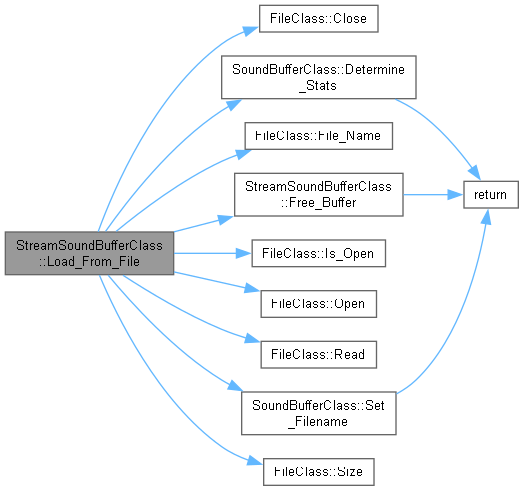 FileClass::Close
SoundBufferClass::Determine
_Stats
FileClass::File_Name
StreamSoundBufferClass
::Free_Buffer
return
StreamSoundBufferClass
::Load_From_File
FileClass::Is_Open
FileClass::Open
FileClass::Read
SoundBufferClass::Set
_Filename
FileClass::Size